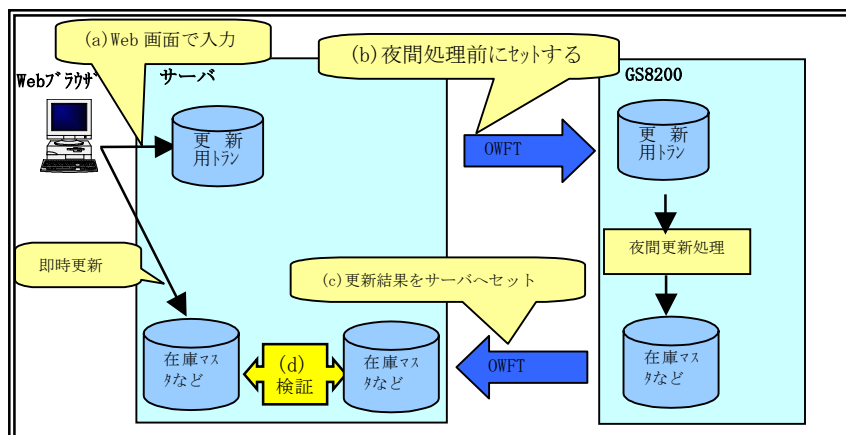 (a)Web 画面で入力
(b)夜間処理前にｾｯﾄする
Webﾌﾞﾗｳｻﾞ
サーバ
GS8200
更 新
用ﾄﾗﾝ
OWFT
更 新
用ﾄﾗﾝ
夜間更新処理
即時更新
(c)更新結果をサーバへセット
在庫ﾏｽ
ﾀなど
(d)
検証
在庫ﾏｽ
ﾀなど
OWFT
在庫ﾏｽ
ﾀなど